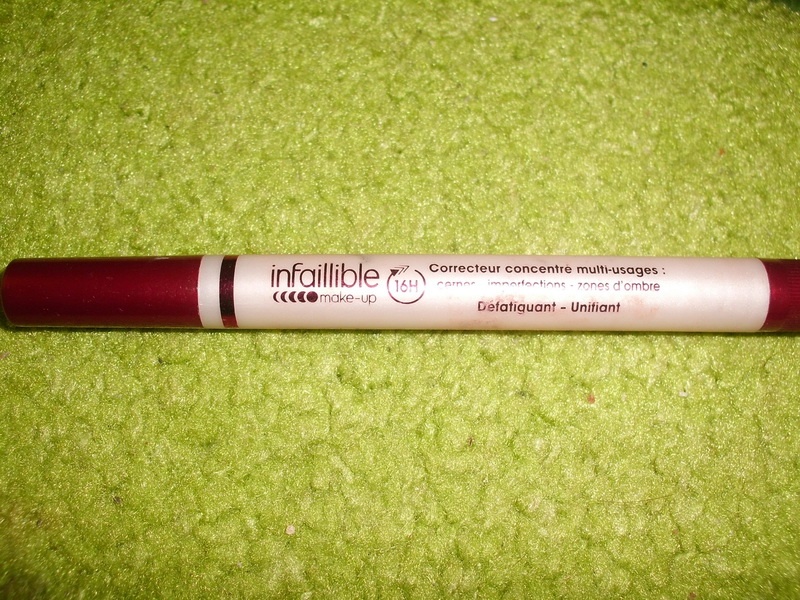 infaillible
make-up
16H
Correcteur concentré multi-usages :
cernes - imperfections - zones d'ombre
Défatiguant - Unifiant